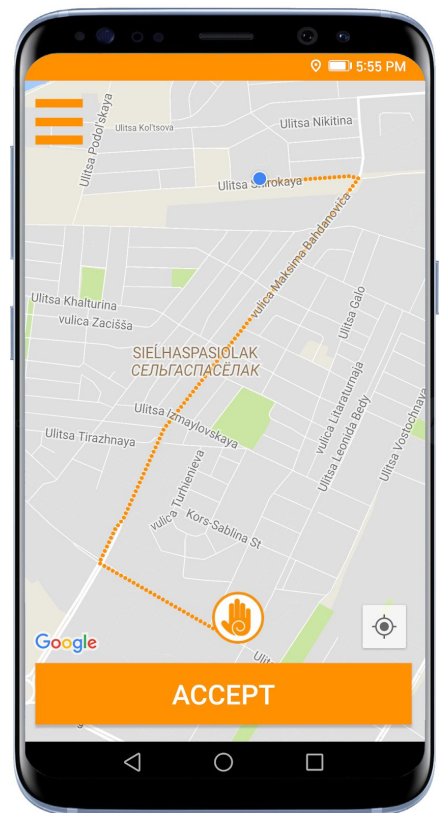 5:55 PM
Ulitsa Podol'skaya
Ulitsa Kol'tsova
Ulitsa Nikitina
Ulitsa Shirokaya
vulica Maksima Bahdanoviča
Ulitsa Khalturina
vulica Zacišša
Ulitsa Galo
SIEĹHASPASIOLAK
СЕЛЬГАСПАСЁЛАК
Ulitsa Izmaylovskaya
Ulitsa Tirazhnaya
vulica Litaraturnaja
Ulitsa Leonida Bedy
Ulitsa Vostochnaya
vulica Turhienieva
Kors-Sablina St
Google
ACCEPT